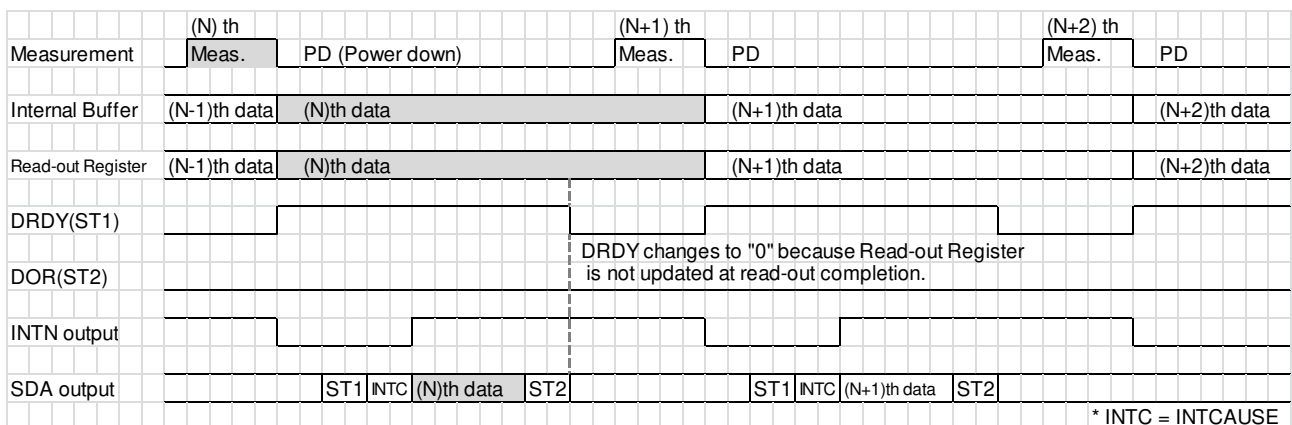 (N) th (N+1) th (N+2) th
Measurement Meas. PD (Power down) Meas. PD Meas. PD
Internal Buffer (N-1)th data (N)th data (N+1)th data (N+2)th data
Read-out Register (N-1)th data (N)th data (N+1)th data (N+2)th data
DRDY(ST1)
DRDY changes to "0" because Read-out Register
is not updated at read-out completion.
DOR(ST2)
INTN output
SDA output ST1 INTC (N)th data ST2 ST1 INTC (N+1)th data ST2
* INTC = INTCAUSE